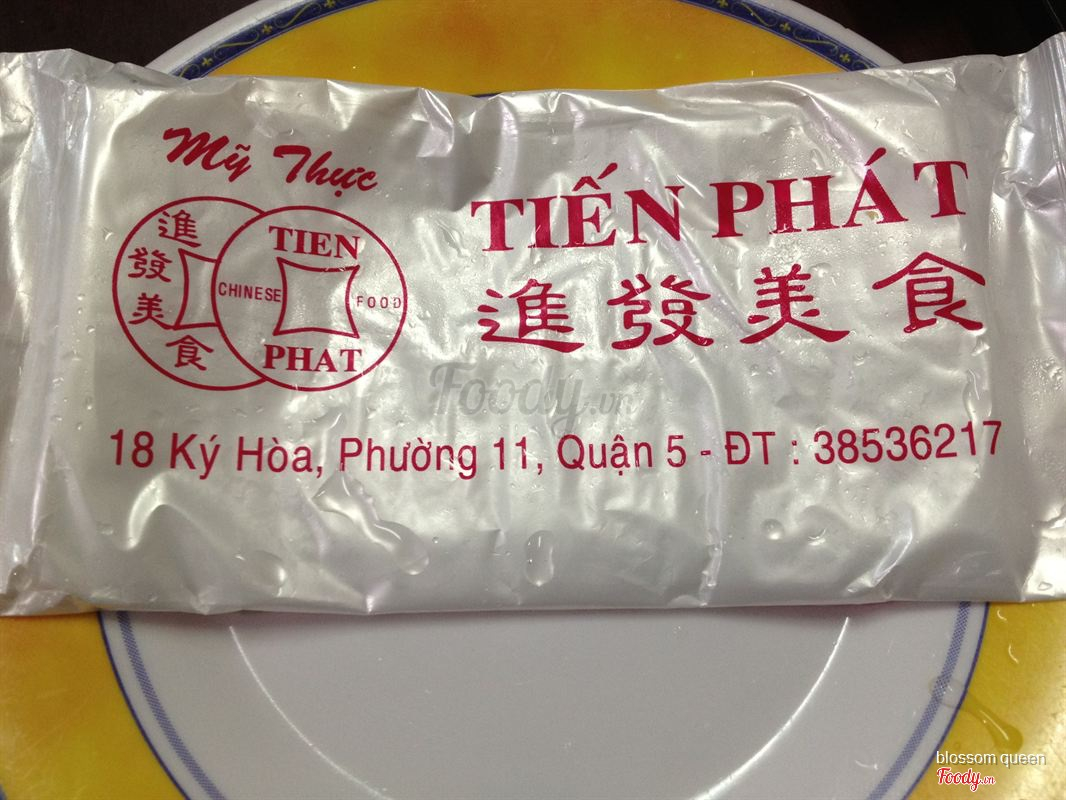 Mỹ Thực
TIẾN PHÁT
進發美食
進發美食
TIEN
CHINESE FOOD
PHAT
Foody.vn
18 Ký Hòa, Phường 11, Quận 5 - ĐT : 38536217
blossom queen
Foody.vn